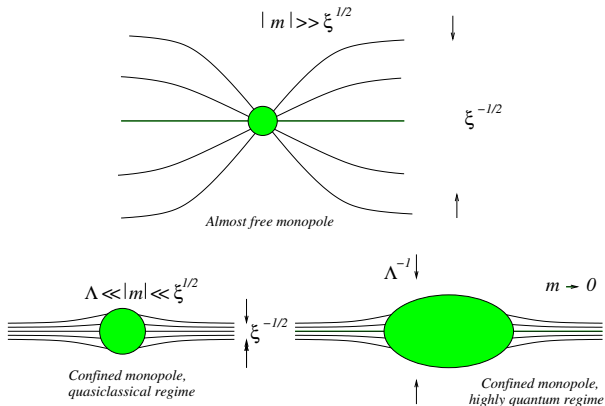 | m | >> ξ^1/2
ξ^-1/2
Almost free monopole
Λ << |m| << ξ^1/2
ξ^-1/2
Confined monopole,
quasiclassical regime
Λ^-1
m → 0
Confined monopole,
highly quantum regime